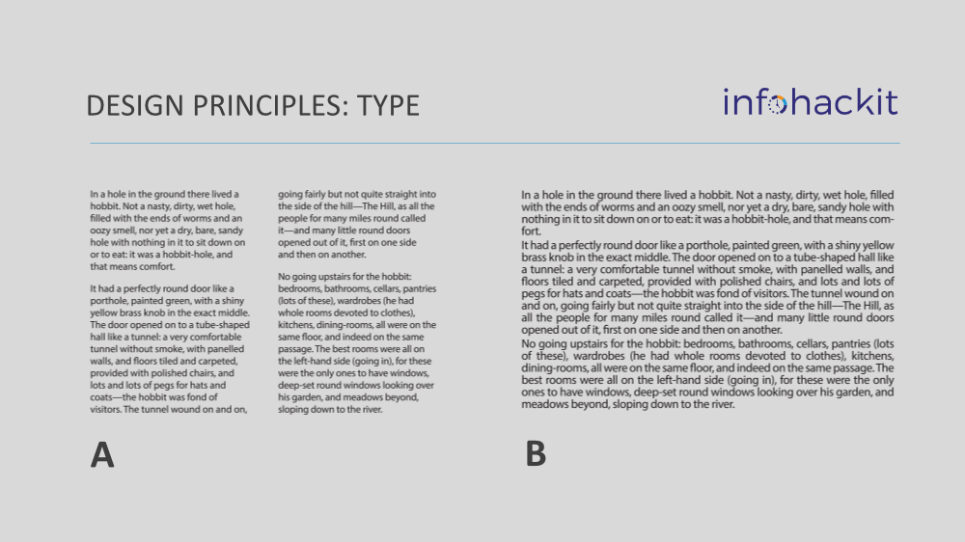 DESIGN PRINCIPLES: TYPE
infohackit
In a hole in the ground there lived a
hobbit. Not a nasty, dirty, wet hole,
filled with the ends of worms and an
oozy smell, nor yet a dry, bare, sandy
hole with nothing in it to sit down on
or to eat: it was a hobbit-hole, and
that means comfort.
It had a perfectly round door like a
porthole, painted green, with a shiny
yellow brass knob in the exact middle.
The door opened on to a tube-shaped
hall like a tunnel: a very comfortable
tunnel without smoke, with panelled
walls, and floors tiled and carpeted,
provided with polished chairs, and
lots and lots of pegs for hats and
coats—the hobbit was fond of
visitors. The tunnel wound on and on,
going fairly but not quite straight into
the side of the hill—The Hill, as all the
people for many miles round called
it—and many little round doors
opened out of it, first on one side
and then on another.
No going upstairs for the hobbit:
bedrooms, bathrooms, cellars, pantries
(lots of these), wardrobes (he had
whole rooms devoted to clothes),
kitchens, dining-rooms, all were on the
same floor, and indeed on the same
passage. The best rooms were all on
the left-hand side (going in), for these
were the only ones to have windows,
deep-set round windows looking over
his garden, and meadows beyond,
sloping down to the river.
A
In a hole in the ground there lived a hobbit. Not a nasty, dirty, wet hole, filled
with the ends of worms and an oozy smell, nor yet a dry, bare, sandy hole with
nothing in it to sit down on or to eat: it was a hobbit-hole, and that means com-
fort.
It had a perfectly round door like a porthole, painted green, with a shiny yellow
brass knob in the exact middle. The door opened on to a tube-shaped hall like
a tunnel: a very comfortable tunnel without smoke, with panelled walls, and
floors tiled and carpeted, provided with polished chairs, and lots and lots of
pegs for hats and coats—the hobbit was fond of visitors. The tunnel wound on
and on, going fairly but not quite straight into the side of the hill—The Hill, as
all the people for many miles round called it—and many little round doors
opened out of it, first on one side and then on another.
No going upstairs for the hobbit: bedrooms, bathrooms, cellars, pantries (lots
of these), wardrobes (he had whole rooms devoted to clothes), kitchens,
dining-rooms, all were on the same floor, and indeed on the same passage. The
best rooms were all on the left-hand side (going in), for these were the only
ones to have windows, deep-set round windows looking over his garden, and
meadows beyond, sloping down to the river.
B